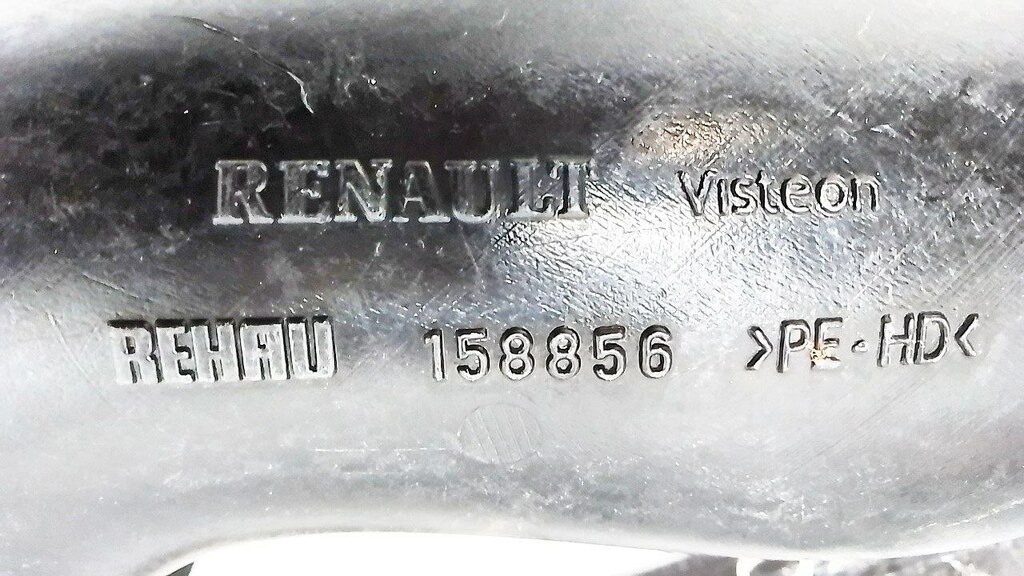 RENAULT Visteon
REHAU 158856 >PE-HD<